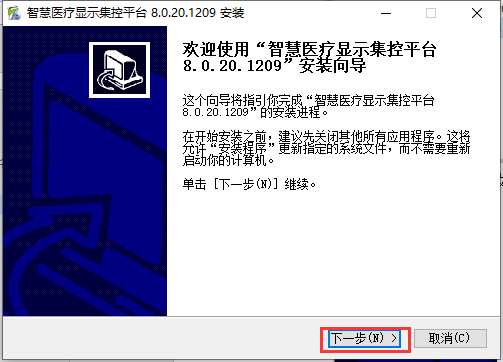 智慧医疗显示集控平台 8.0.20.1209 安装
欢迎使用“智慧医疗显示集控平台
8.0.20.1209”安装向导
这个向导将指引你完成“智慧医疗显示集控平台
8.0.20.1209”的安装进程。
在开始安装之前，建议先关闭其他所有应用程序。这将
允许“安装程序”更新指定的系统文件，而不需要重新
启动你的计算机。
单击 [下一步(N)] 继续。
下一步(N) >
取消(C)